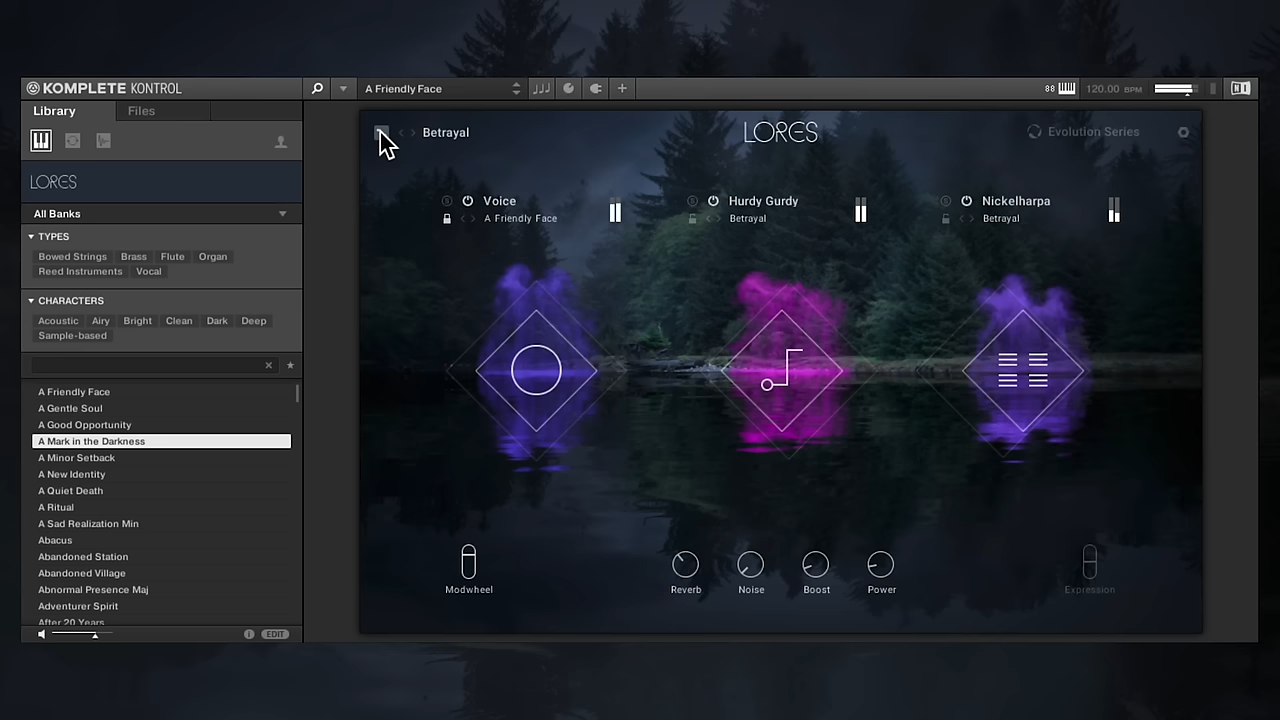 KOMPLETE KONTROL
A Friendly Face
88
120.00 BPM
Library
Files
LORES
All Banks
TYPES
Bowed Strings Brass Flute Organ
Reed Instruments Vocal
CHARACTERS
Acoustic Airy Bright Clean Dark Deep
Sample-based
A Friendly Face
A Gentle Soul
A Good Opportunity
A Mark in the Darkness
A Minor Setback
A New Identity
A Quiet Death
A Ritual
A Sad Realization Min
Abacus
Abandoned Station
Abandoned Village
Abnormal Presence Maj
Adventurer Spirit
After 20 Years
EDIT
Betrayal
LORES
Evolution Series
S Voice
A Friendly Face
S Hurdy Gurdy
Betrayal
S Nickelharpa
Betrayal
Modwheel
Reverb
Noise
Boost
Power
Expression